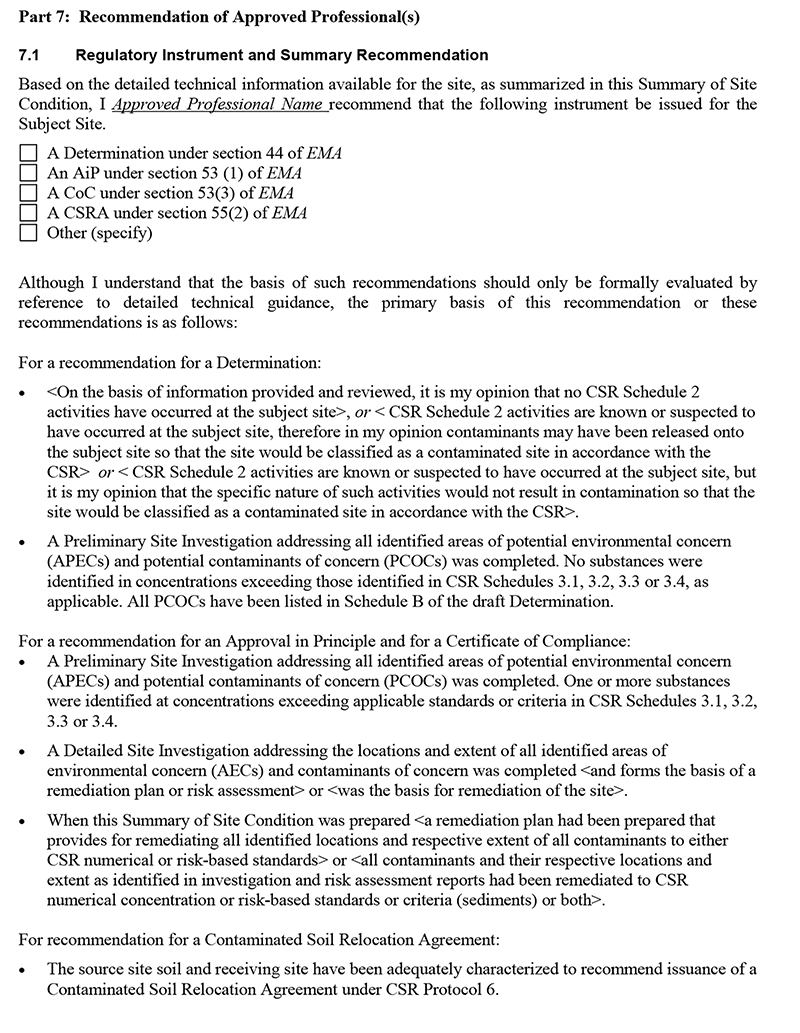 Part 7: Recommendation of Approved Professional(s)
7.1 Regulatory Instrument and Summary Recommendation
Based on the detailed technical information available for the site, as summarized in this Summary of Site
Condition, I Approved Professional Name recommend that the following instrument be issued for the
Subject Site.
A Determination under section 44 of EMA
An AiP under section 53 (1) of EMA
A CoC under section 53(3) of EMA
A CSRA under section 55(2) of EMA
Other (specify)
Although I understand that the basis of such recommendations should only be formally evaluated by
reference to detailed technical guidance, the primary basis of this recommendation or these
recommendations is as follows:
For a recommendation for a Determination:
• <On the basis of information provided and reviewed, it is my opinion that no CSR Schedule 2
activities have occurred at the subject site>, or < CSR Schedule 2 activities are known or suspected to
have occurred at the subject site, therefore in my opinion contaminants may have been released onto
the subject site so that the site would be classified as a contaminated site in accordance with the
CSR> or < CSR Schedule 2 activities are known or suspected to have occurred at the subject site, but
it is my opinion that the specific nature of such activities would not result in contamination so that the
site would be classified as a contaminated site in accordance with the CSR>.
• A Preliminary Site Investigation addressing all identified areas of potential environmental concern
(APECs) and potential contaminants of concern (PCOCs) was completed. No substances were
identified in concentrations exceeding those identified in CSR Schedules 3.1, 3.2, 3.3 or 3.4, as
applicable. All PCOCs have been listed in Schedule B of the draft Determination.
For a recommendation for an Approval in Principle and for a Certificate of Compliance:
• A Preliminary Site Investigation addressing all identified areas of potential environmental concern
(APECs) and potential contaminants of concern (PCOCs) was completed. One or more substances
were identified at concentrations exceeding applicable standards or criteria in CSR Schedules 3.1, 3.2,
3.3 or 3.4.
• A Detailed Site Investigation addressing the locations and extent of all identified areas of
environmental concern (AECs) and contaminants of concern was completed <and forms the basis of a
remediation plan or risk assessment> or <was the basis for remediation of the site>.
• When this Summary of Site Condition was prepared <a remediation plan had been prepared that
provides for remediating all identified locations and respective extent of all contaminants to either
CSR numerical or risk-based standards> or <all contaminants and their respective locations and
extent as identified in investigation and risk assessment reports had been remediated to CSR
numerical concentration or risk-based standards or criteria (sediments) or both>.
For recommendation for a Contaminated Soil Relocation Agreement:
• The source site soil and receiving site have been adequately characterized to recommend issuance of a
Contaminated Soil Relocation Agreement under CSR Protocol 6.